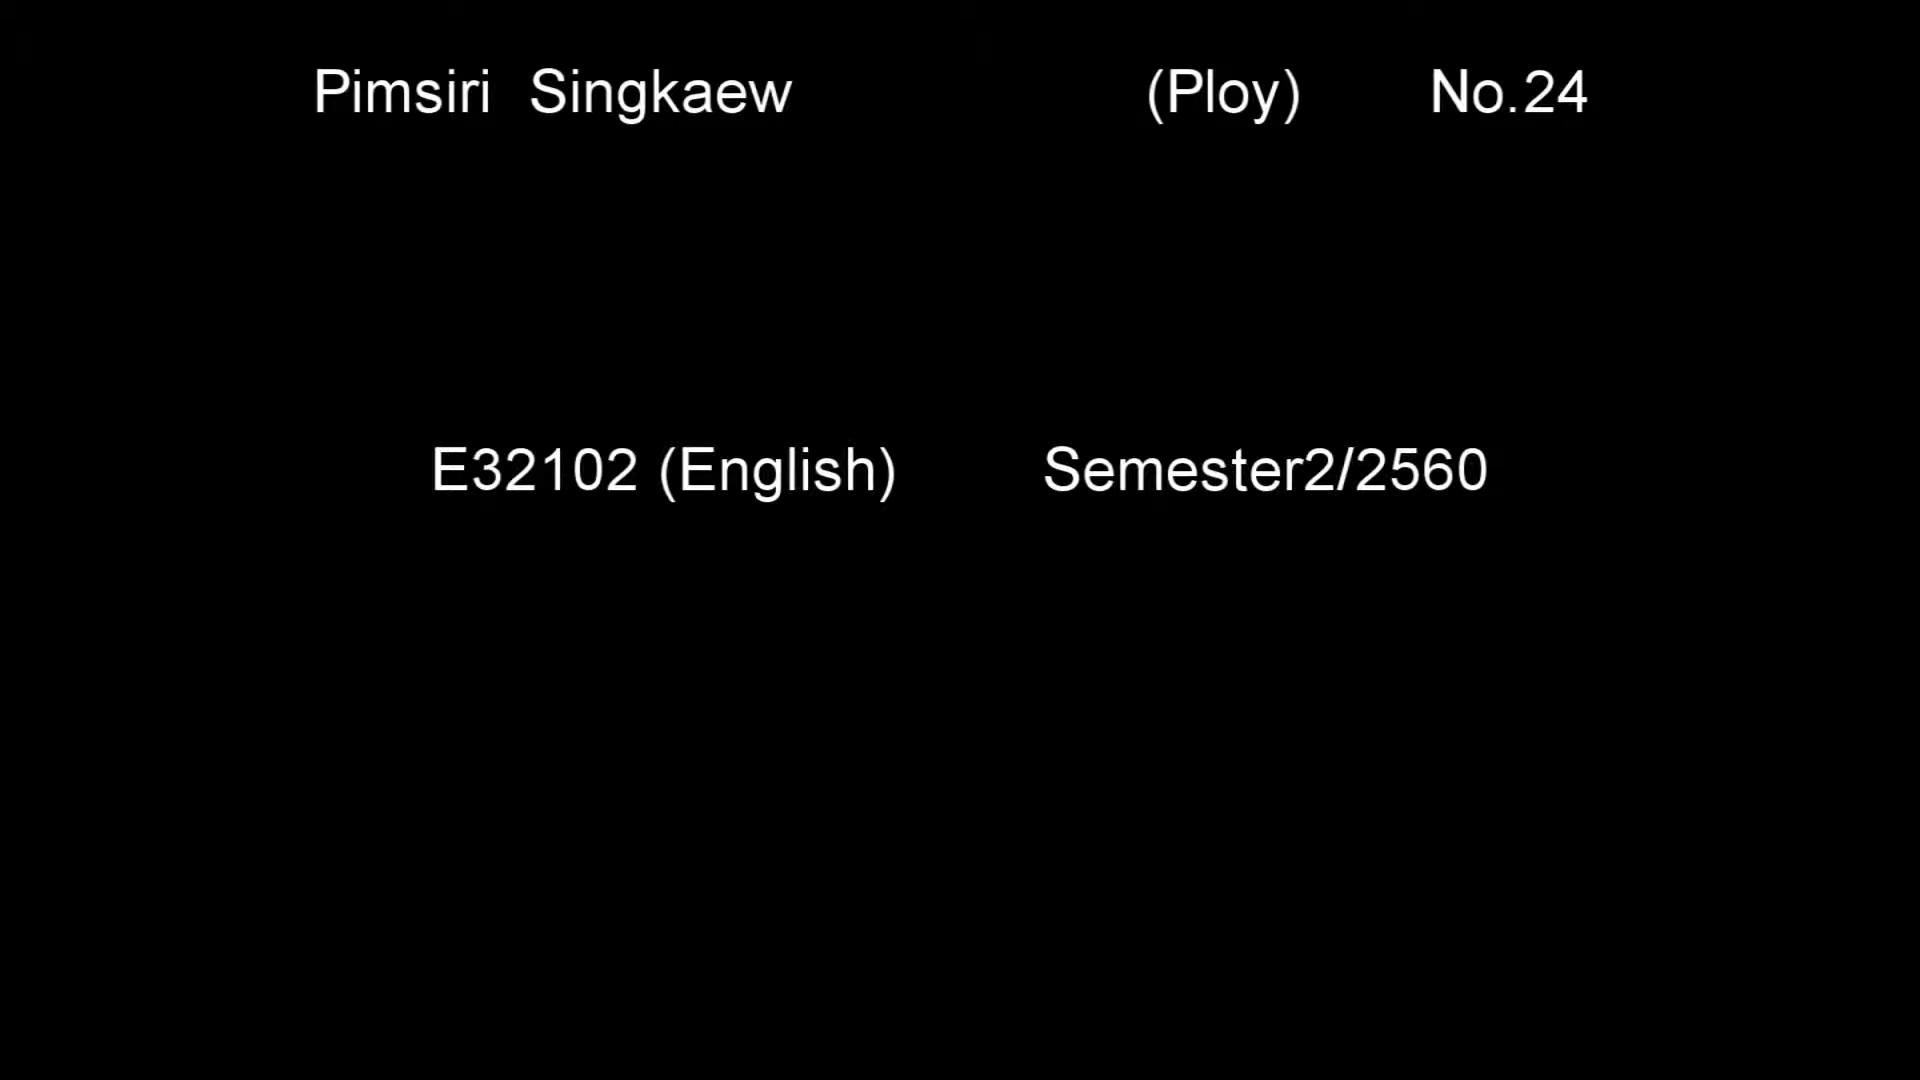 Pimsiri Singkaew (Ploy) No.24
E32102 (English) Semester2/2560